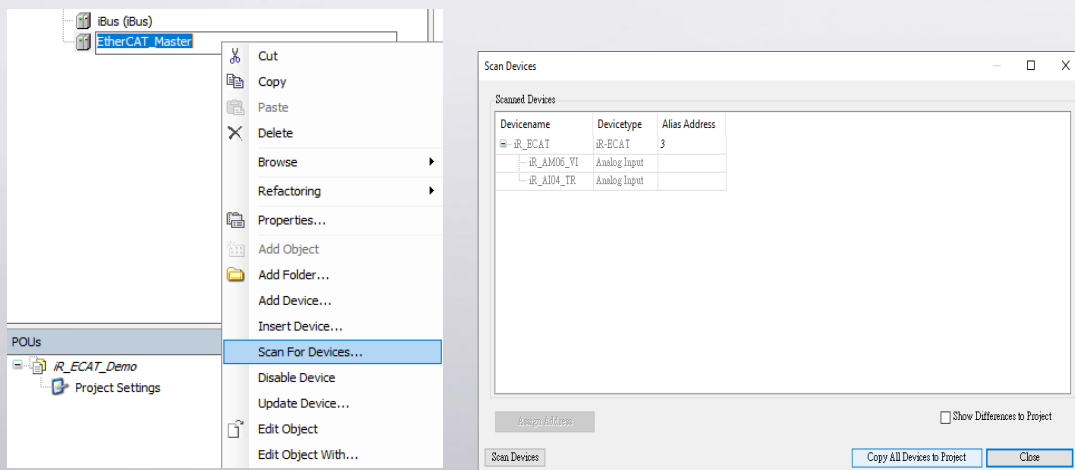 iBus (iBus)
EtherCAT_Master
Cut
Copy
Paste
Delete
Browse
Refactoring
Properties...
Add Object
Add Folder...
Add Device...
Insert Device...
Scan For Devices...
Disable Device
Update Device...
Edit Object
Edit Object With...
POUs
iR_ECAT_Demo
Project Settings
Scan Devices
Scanned Devices
Devicename Devicetype Alias Address
iR_ECAT iR-ECAT 3
iR_AM06_VI Analog Input
iR_AI04_TR Analog Input
Assign Address
Show Differences to Project
Scan Devices
Copy All Devices to Project
Close